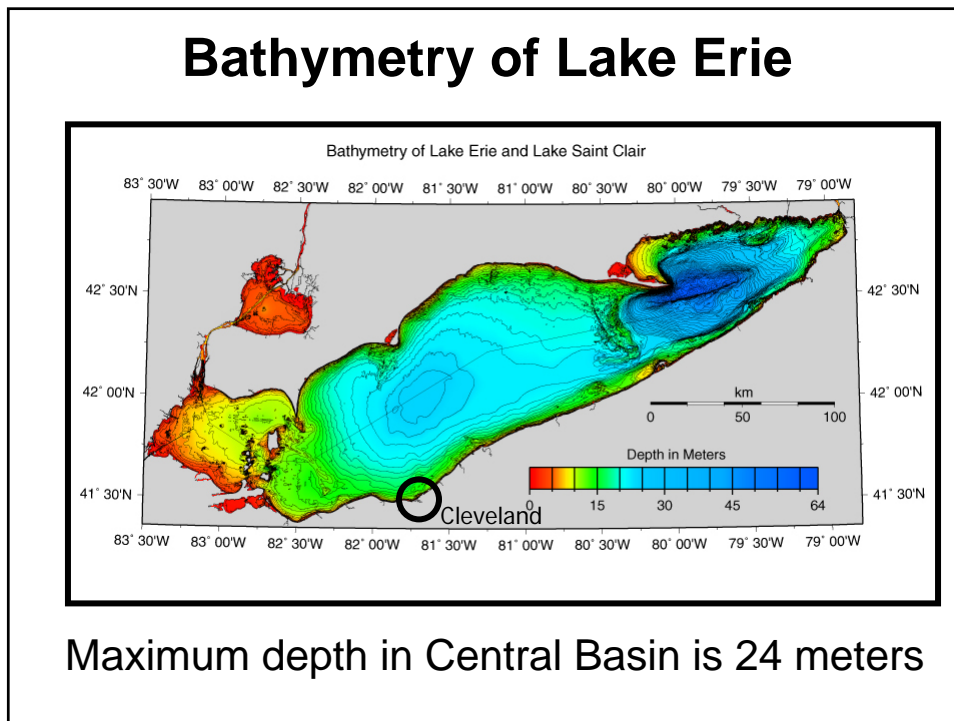 Bathymetry of Lake Erie
Bathymetry of Lake Erie and Lake Saint Clair
83˚ 30'W 83˚ 00'W 82˚ 30'W 82˚ 00'W 81˚ 30'W 81˚ 00'W 80˚ 30'W 80˚ 00'W 79˚ 30'W 79˚ 00'W
42˚ 30'N 42˚ 30'N
42˚ 00'N 42˚ 00'N
km
0 50 100
Depth in Meters
0 15 30 45 64
41˚ 30'N 41˚ 30'N
Cleveland
83˚ 30'W 83˚ 00'W 82˚ 30'W 82˚ 00'W 81˚ 30'W 81˚ 00'W 80˚ 30'W 80˚ 00'W 79˚ 30'W 79˚ 00'W
Maximum depth in Central Basin is 24 meters